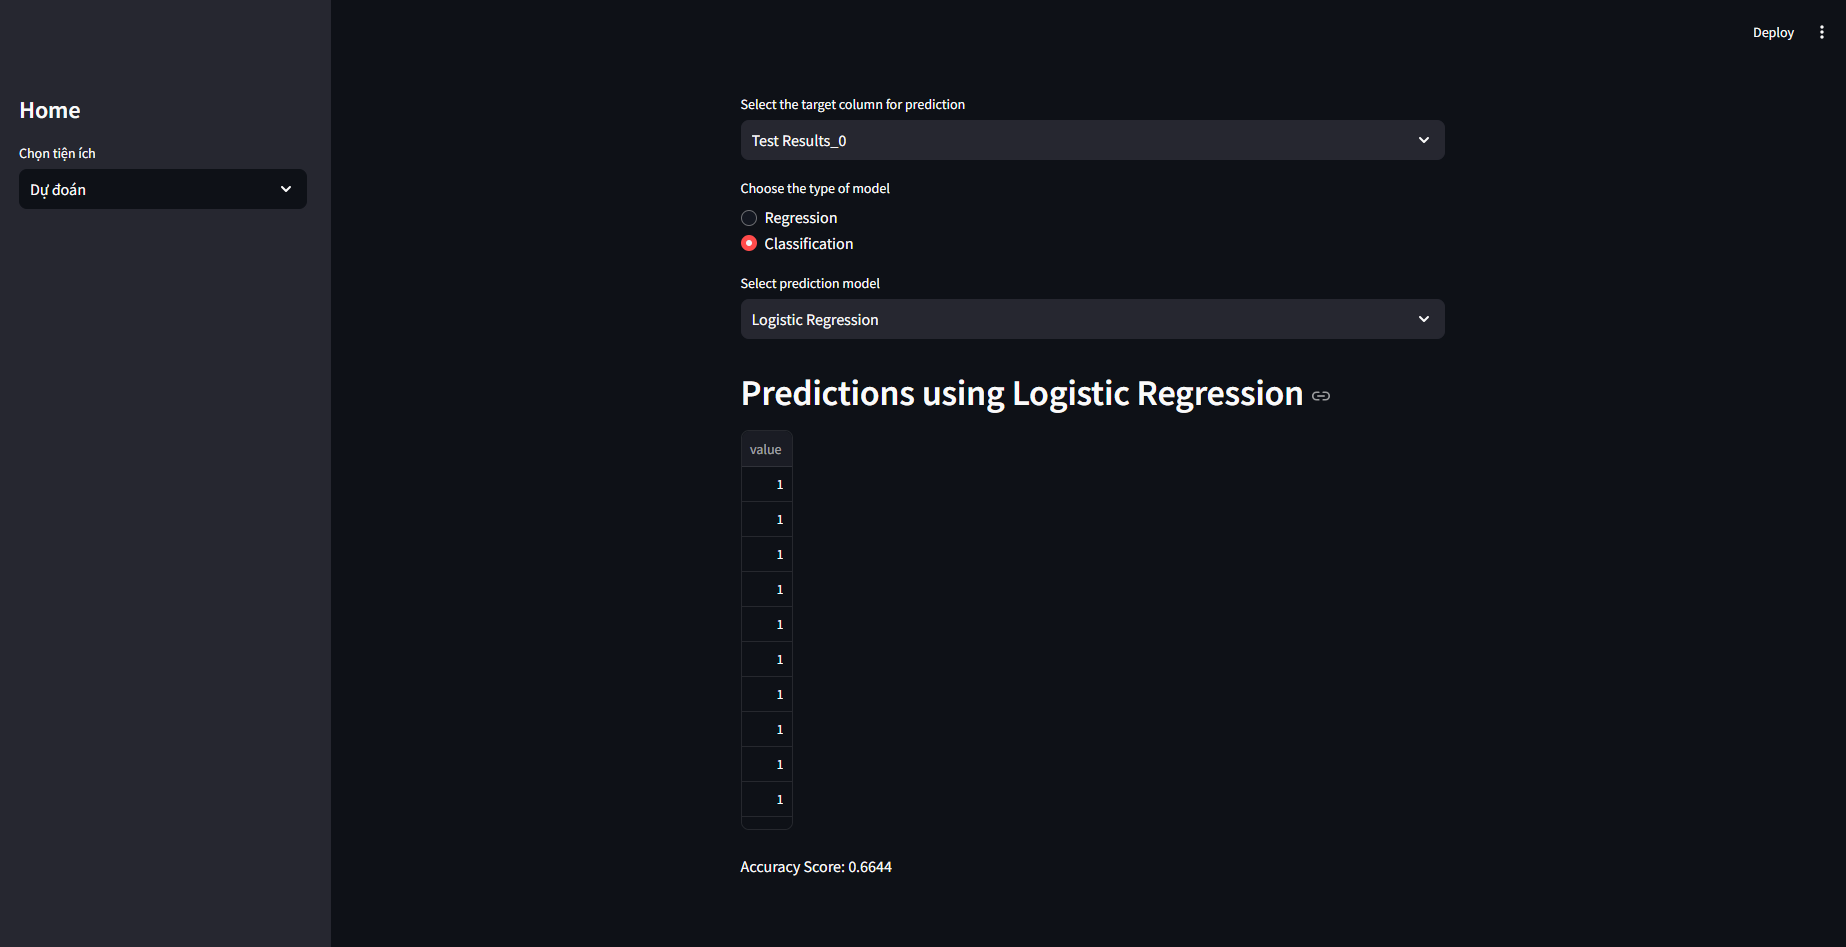 Deploy
Home
Chọn tiện ích
Dự đoán
Select the target column for prediction
Test Results_0
Choose the type of model
Regression
Classification
Select prediction model
Logistic Regression
Predictions using Logistic Regression
value
1
1
1
1
1
1
1
1
1
1
Accuracy Score: 0.6644